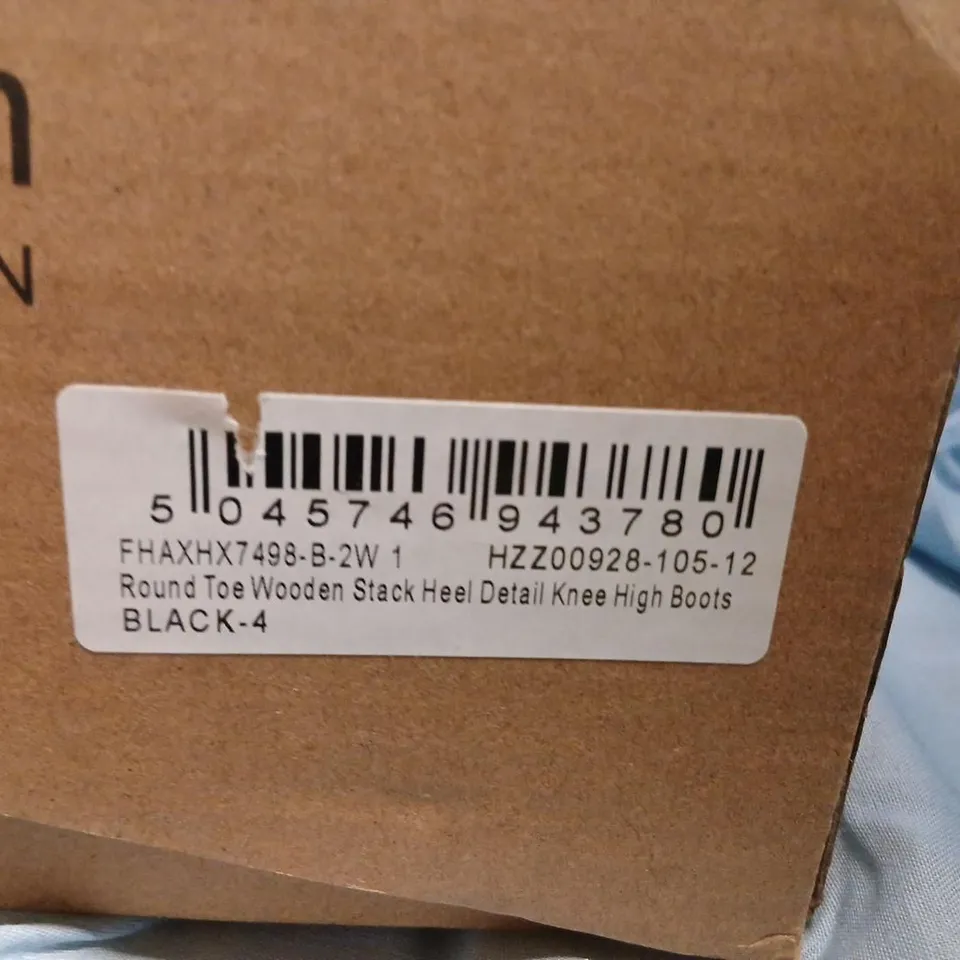 n
N
5 045746 943780
FHAXHX7498-B-2W 1 HZZ00928-105-12
Round Toe Wooden Stack Heel Detail Knee High Boots
BLACK-4